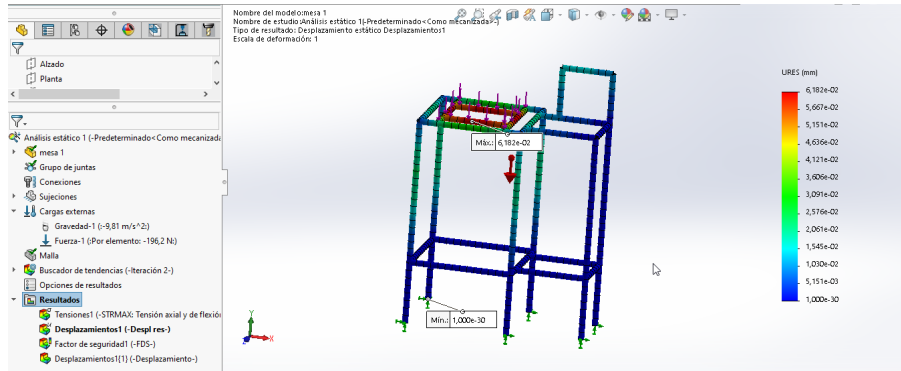 Nombre del modelo:mesa 1
Nombre de estudio:Análisis estático 1(-Predeterminado<Como mecanizada>-)
Tipo de resultado: Desplazamiento estático Desplazamientos1
Escala de deformación: 1
Alzado
Planta
Análisis estático 1 (-Predeterminado<Como mecanizada
mesa 1
Grupo de juntas
Conexiones
Sujeciones
Cargas externas
Gravedad-1 (:-9,81 m/s^2:)
Fuerza-1 (:Por elemento: -196,2 N:)
Malla
Buscador de tendencias (-Iteración 2-)
Opciones de resultados
Resultados
Tensiones1 (-STRMAX: Tensión axial y de flexió
Desplazamientos1 (-Despl res-)
Factor de seguridad1 (-FDS-)
Desplazamientos1{1} (-Desplazamiento-)
Máx.: 6,182e-02
Mín.: 1,000e-30
Y
X
Z
URES (mm)
6,182e-02
5,667e-02
5,151e-02
4,636e-02
4,121e-02
3,606e-02
3,091e-02
2,576e-02
2,061e-02
1,545e-02
1,030e-02
5,151e-03
1,000e-30